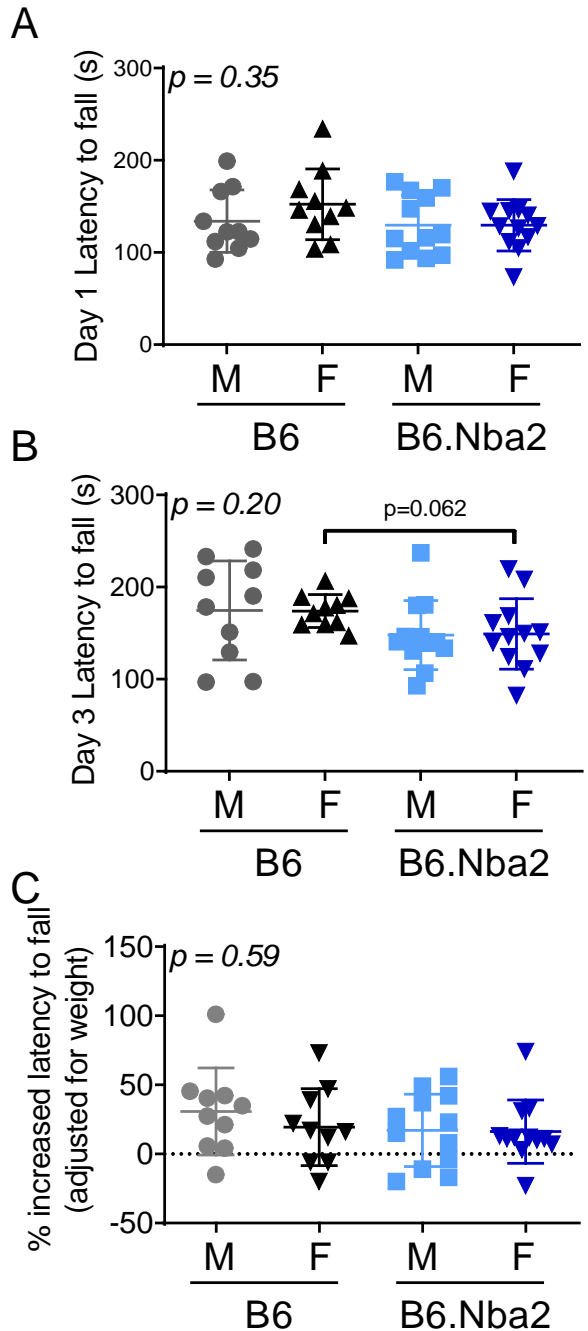 A
Day 1 Latency to fall (s)
300
200
100
0
p = 0.35
M F M F
B6 B6.Nba2
B
Day 3 Latency to fall (s)
300
200
100
0
p = 0.20
p=0.062
M F M F
B6 B6.Nba2
C
% increased latency to fall
(adjusted for weight)
150
100
50
0
-50
p = 0.59
M F M F
B6 B6.Nba2